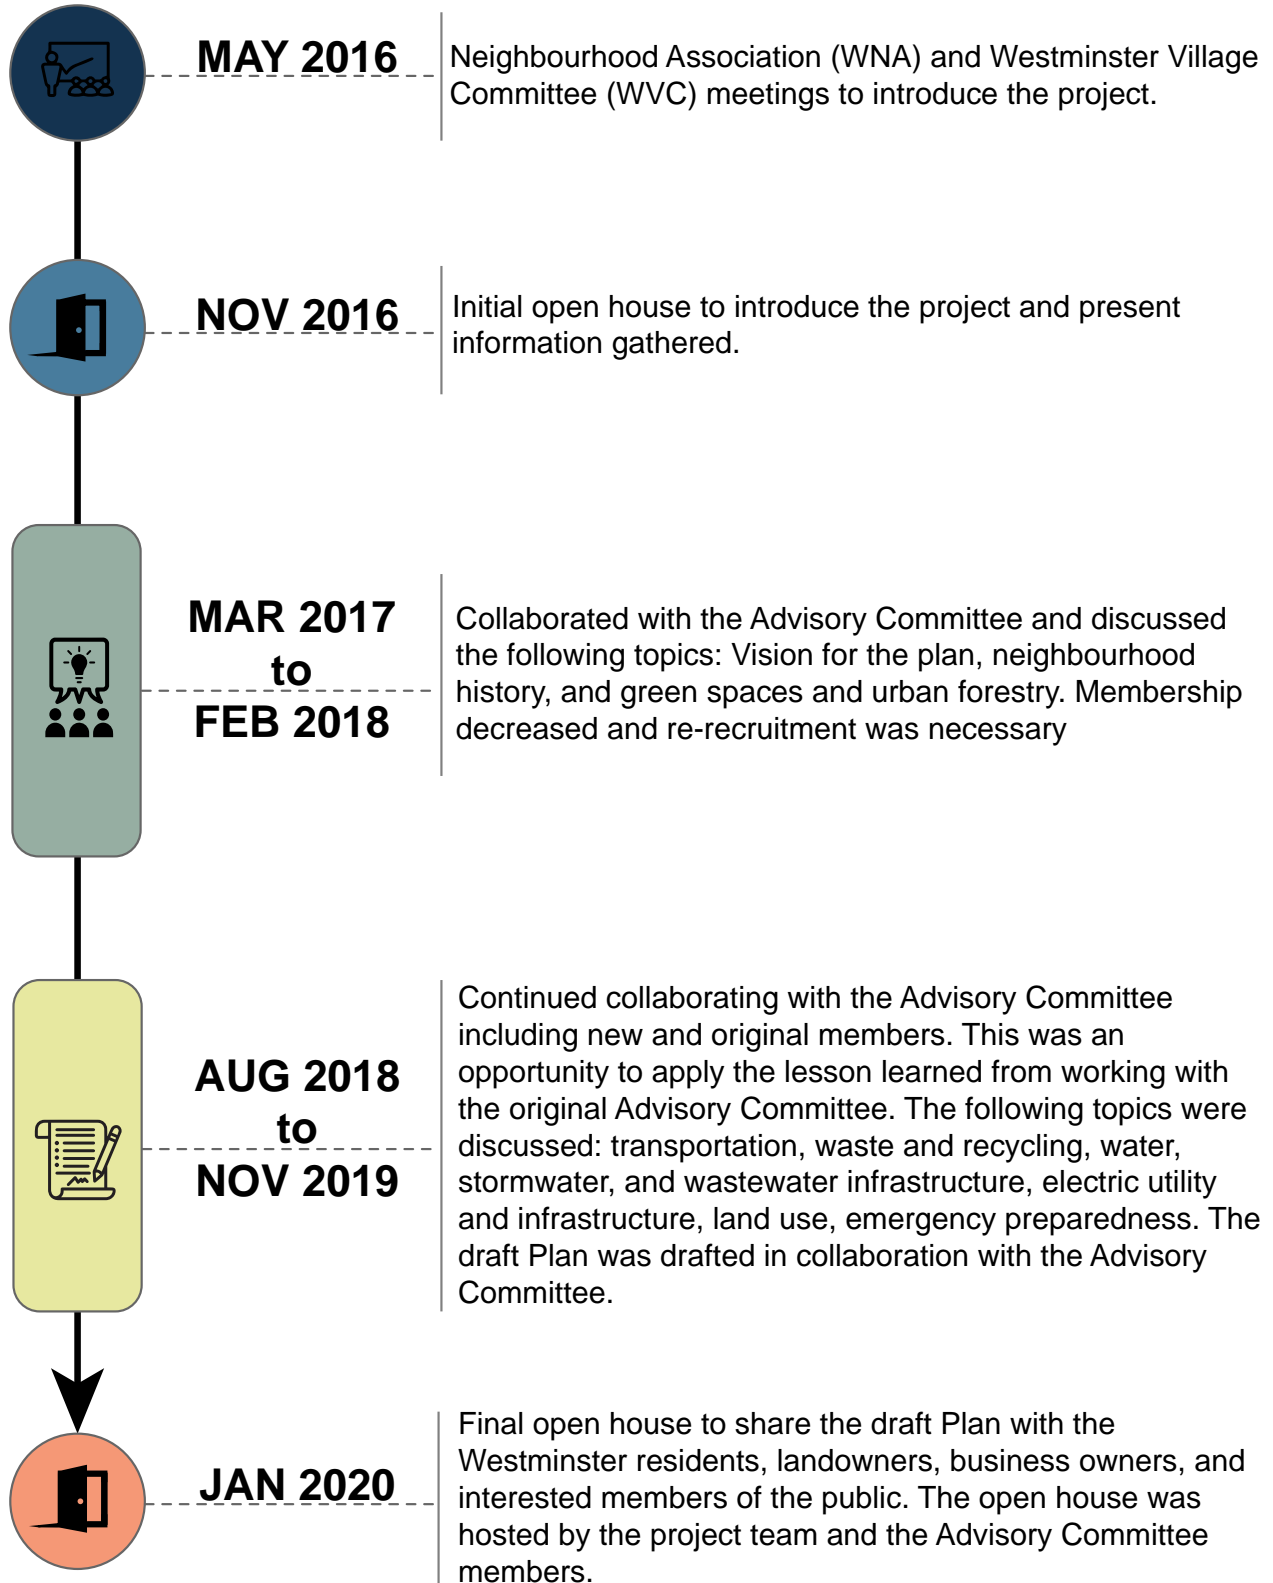 MAY 2016
Neighbourhood Association (WNA) and Westminster Village
Committee (WVC) meetings to introduce the project.
NOV 2016
Initial open house to introduce the project and present
information gathered.
MAR 2017
to
FEB 2018
Collaborated with the Advisory Committee and discussed
the following topics: Vision for the plan, neighbourhood
history, and green spaces and urban forestry. Membership
decreased and re-recruitment was necessary
AUG 2018
to
NOV 2019
Continued collaborating with the Advisory Committee
including new and original members. This was an
opportunity to apply the lesson learned from working with
the original Advisory Committee. The following topics were
discussed: transportation, waste and recycling, water,
stormwater, and wastewater infrastructure, electric utility
and infrastructure, land use, emergency preparedness. The
draft Plan was drafted in collaboration with the Advisory
Committee.
JAN 2020
Final open house to share the draft Plan with the
Westminster residents, landowners, business owners, and
interested members of the public. The open house was
hosted by the project team and the Advisory Committee
members.